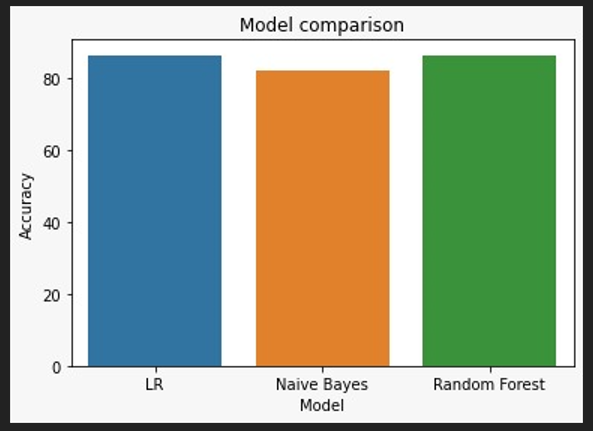 Model comparison
Accuracy
80
60
40
20
0
LR
Naive Bayes
Random Forest
Model